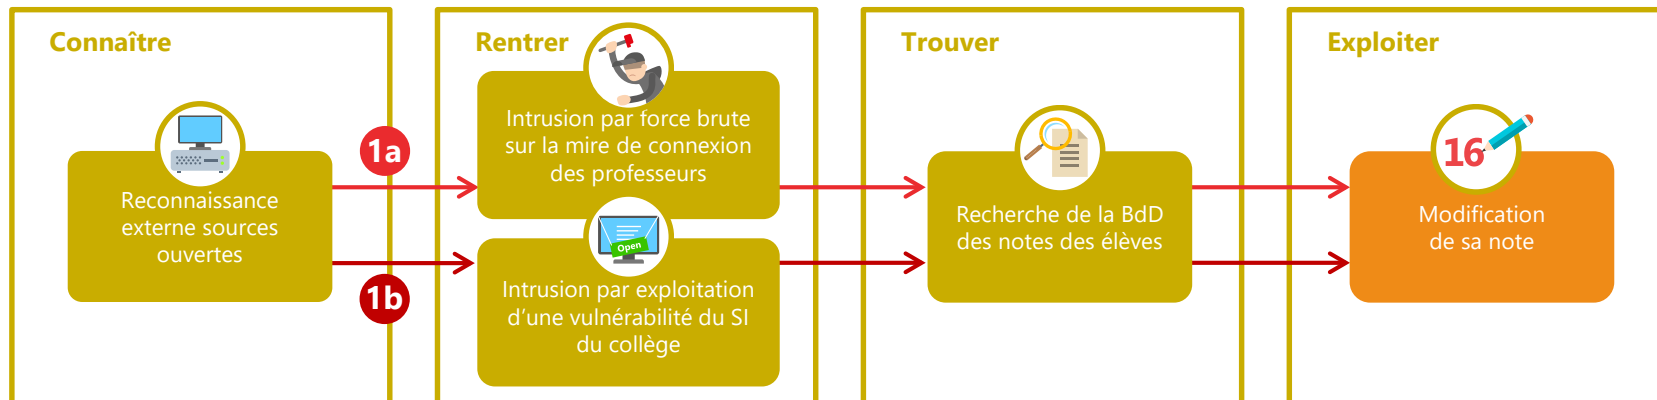 Connaître
Reconnaissance
externe sources
ouvertes
1a
1b
Rentrer
Intrusion par force brute
sur la mire de connexion
des professeurs
Open
Intrusion par exploitation
d’une vulnérabilité du SI
du collège
Trouver
Recherche de la BdD
des notes des élèves
Exploiter
16
Modification
de sa note